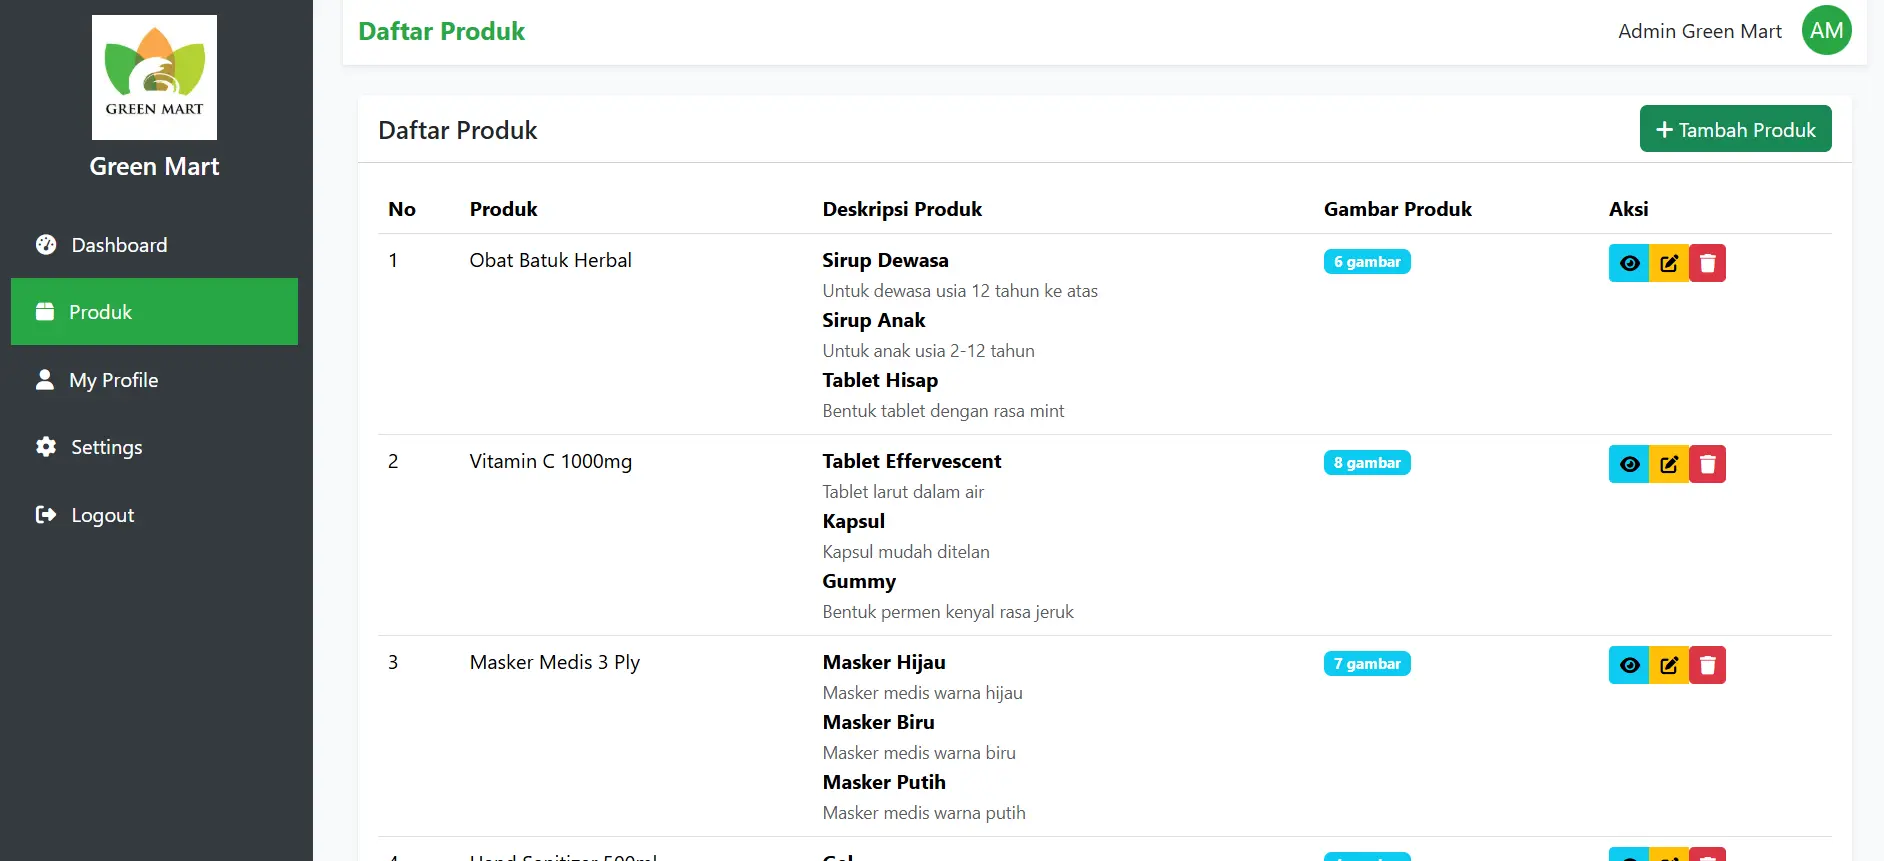 GREEN MART
Green Mart
Dashboard
Produk
My Profile
Settings
Logout
Daftar Produk
Admin Green Mart AM
Daftar Produk
Tambah Produk
No Produk Deskripsi Produk Gambar Produk Aksi
1 Obat Batuk Herbal Sirup Dewasa 6 gambar
Untuk dewasa usia 12 tahun ke atas
Sirup Anak
Untuk anak usia 2-12 tahun
Tablet Hisap
Bentuk tablet dengan rasa mint
2 Vitamin C 1000mg Tablet Effervescent 8 gambar
Tablet larut dalam air
Kapsul
Kapsul mudah ditelan
Gummy
Bentuk permen kenyal rasa jeruk
3 Masker Medis 3 Ply Masker Hijau 7 gambar
Masker medis warna hijau
Masker Biru
Masker medis warna biru
Masker Putih
Masker medis warna putih
4 Hand Sanitizer 500ml Gel